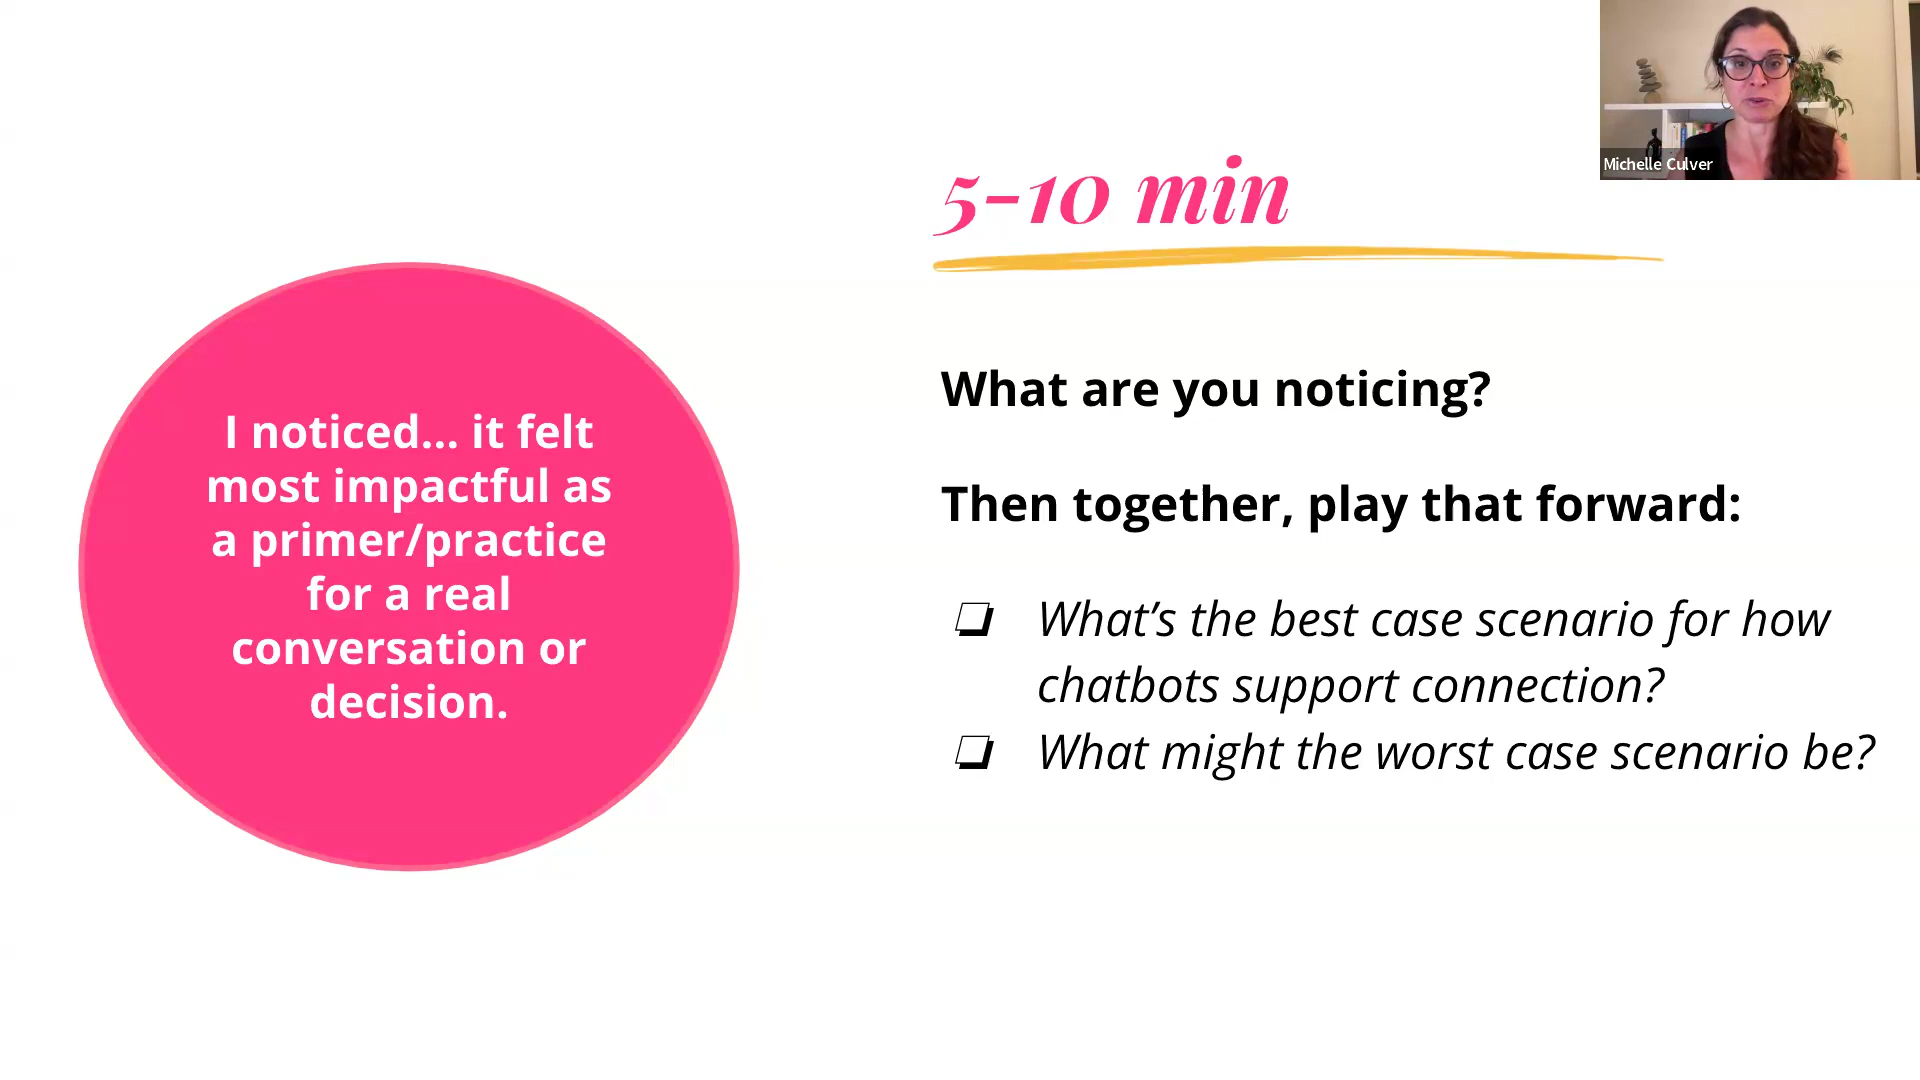 5-10 min
Michelle Culver
I noticed... it felt
most impactful as
a primer/practice
for a real
conversation or
decision.
What are you noticing?
Then together, play that forward:
❏ What’s the best case scenario for how
chatbots support connection?
❏ What might the worst case scenario be?